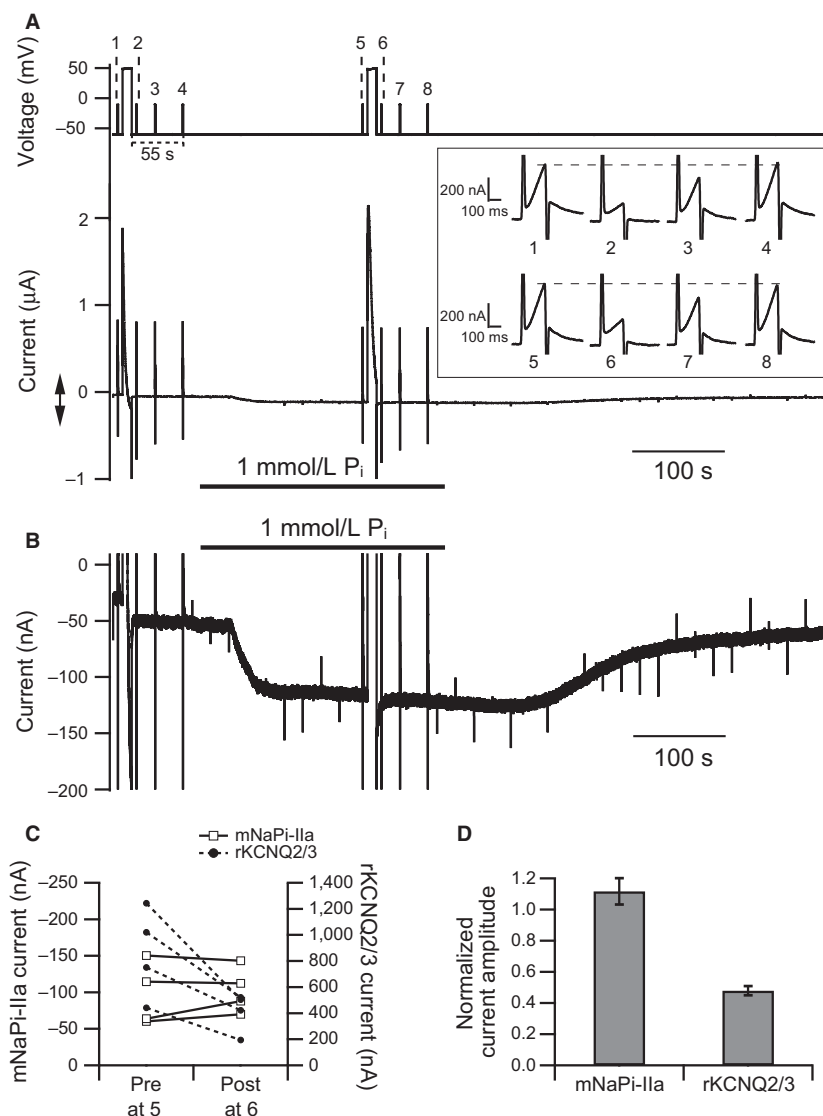 A
1 2 5 6
3 4 7 8
Voltage (mV)
50
0
–50
55 s
Current (μA)
2
1
0
–1
200 nA
100 ms
1 2 3 4
200 nA
100 ms
5 6 7 8
100 s
1 mmol/L Pi
B
1 mmol/L Pi
Current (nA)
0
–50
–100
–150
–200
100 s
C
mNaPi-IIa
rKCNQ2/3
mNaPi-IIa current (nA)
–250
–200
–150
–100
–50
0
rKCNQ2/3 current (nA)
1,400
1,200
1,000
800
600
400
200
0
Pre at 5
Post at 6
D
Normalized current amplitude
1.2
1.0
0.8
0.6
0.4
0.2
0.0
mNaPi-IIa
rKCNQ2/3